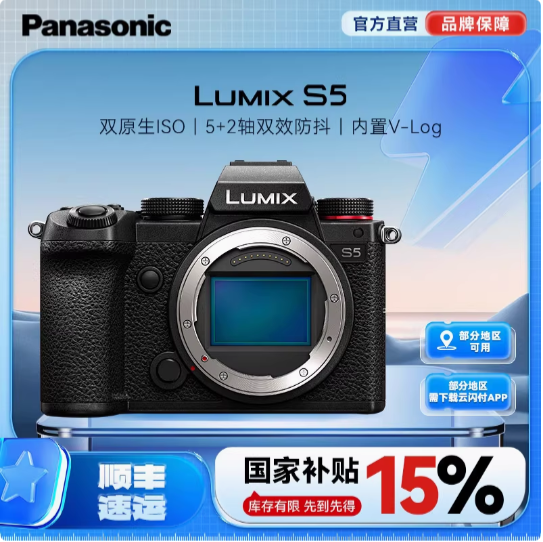 Panasonic
官方直营
品牌保障
LUMIX S5
双原生ISO | 5+2轴双效防抖 | 内置V-Log
LUMIX
S5
部分地区
可用
部分地区
需下载云闪付APP
顺丰
速运
国家补贴
库存有限 先到先得
15%